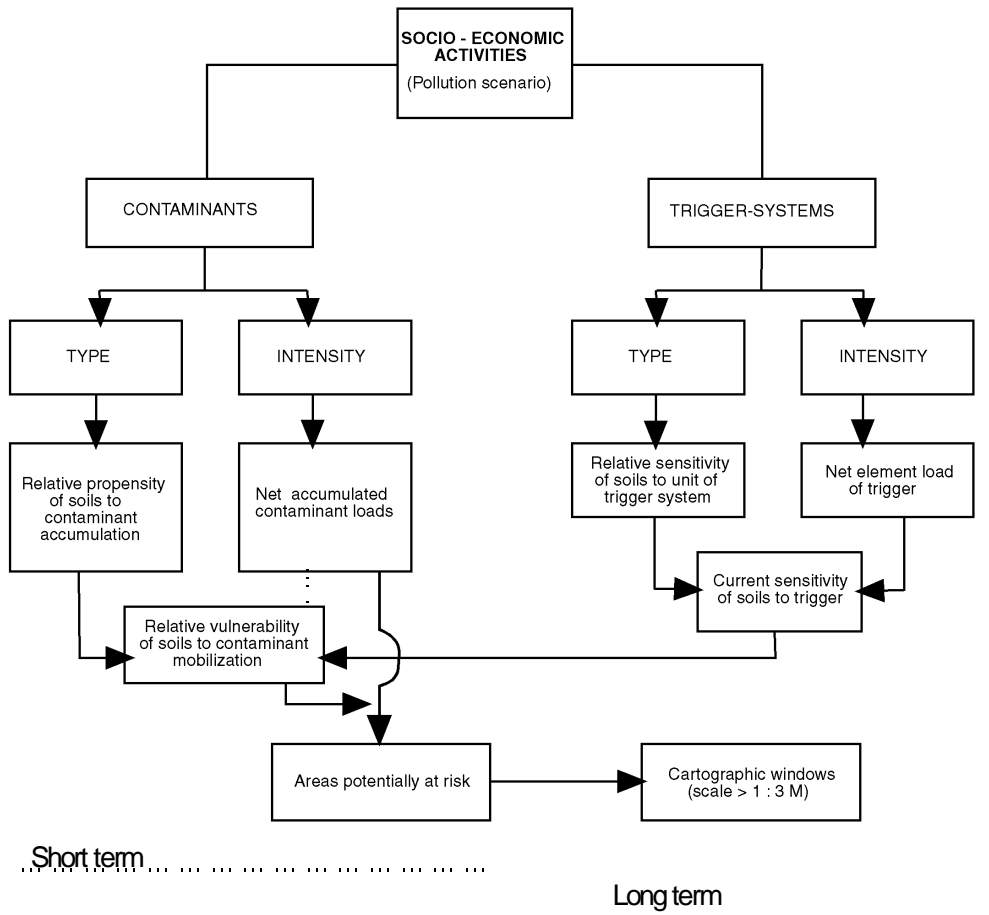 SOCIO - ECONOMIC
ACTIVITIES
(Pollution scenario)
CONTAMINANTS
TRIGGER-SYSTEMS
TYPE
INTENSITY
TYPE
INTENSITY
Relative propensity
of soils to
contaminant
accumulation
Net accumulated
contaminant loads
Relative sensitivity
of soils to unit of
trigger system
Net element load
of trigger
Current sensitivity
of soils to trigger
Relative vulnerability
of soils to contaminant
mobilization
Areas potentially at risk
Cartographic windows
(scale > 1 : 3 M)
Short term
Long term